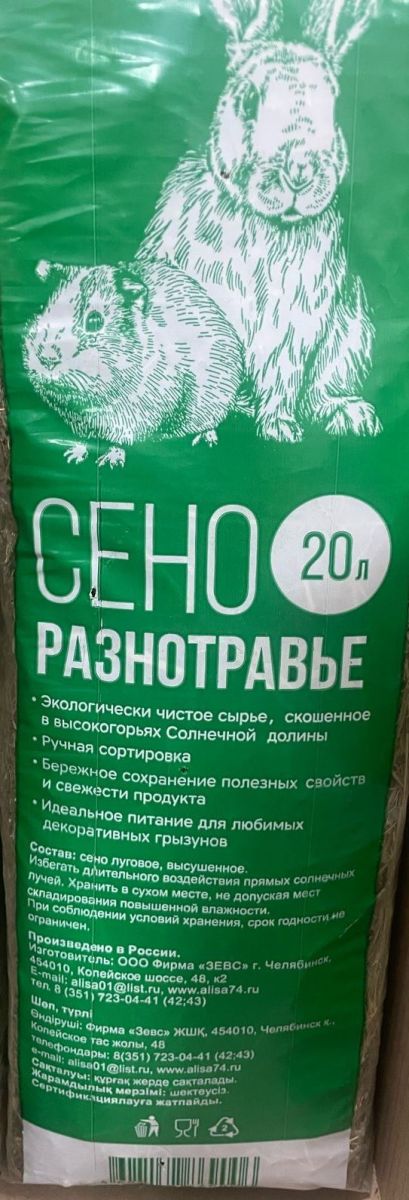 СЕНО
20 л
РАЗНОТРАВЬЕ
• Экологически чистое сырье, скошенное
в высокогорьях Солнечной долины
• Ручная сортировка
• Бережное сохранение полезных свойств
и свежести продукта
• Идеальное питание для любимых
декоративных грызунов
Состав: сено луговое, высушенное.
Избегать длительного воздействия прямых солнечных
лучей. Хранить в сухом месте, не допуская мест
складирования повышенной влажности.
При соблюдении условий хранения, срок годности не
ограничен.
Произведено в России.
Изготовитель: ООО Фирма «ЗЕВС» г. Челябинск,
454010, Копейское шоссе, 48, к2
E-mail: alisa01@list.ru, www.alisa74.ru
тел. 8 (351) 723-04-41 (42;43)
Шөп, түрлі
Өндіруші: Фирма «Зевс» ЖШҚ, 454010, Челябинск қ.,
Копейское тас жолы, 48
телефондары: 8(351) 723-04-41 (42;43)
e-mail: alisa01@list.ru, www.alisa74.ru
Сақталуы: құрғақ жерде сақталады.
Жарамдылық мерзімі: шектеусіз.
Сертификациялауға жатпайды.
2